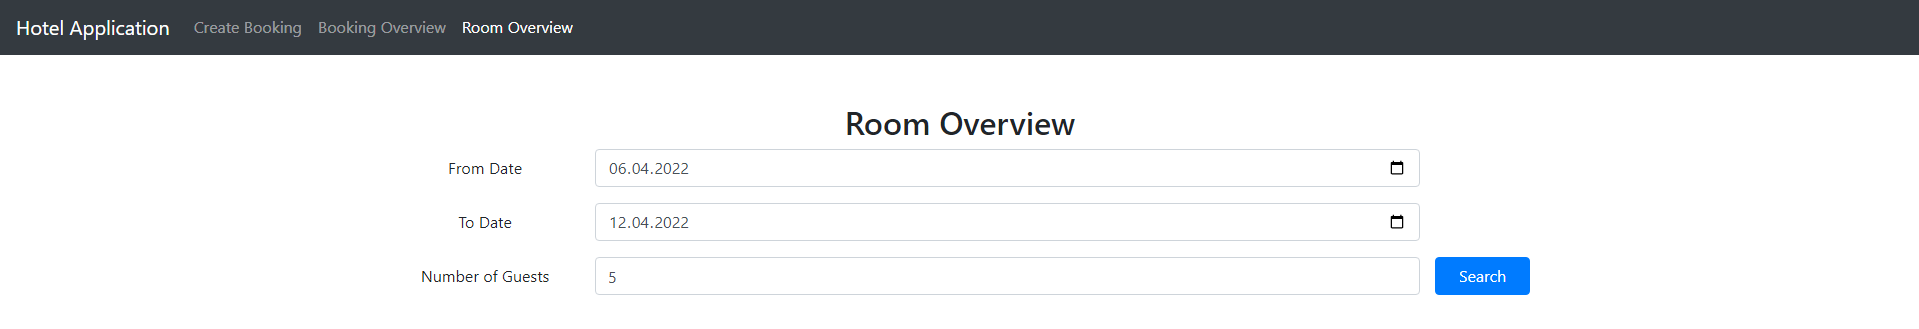 Hotel Application Create Booking Booking Overview Room Overview
Room Overview
From Date 06.04.2022
To Date 12.04.2022
Number of Guests 5 Search